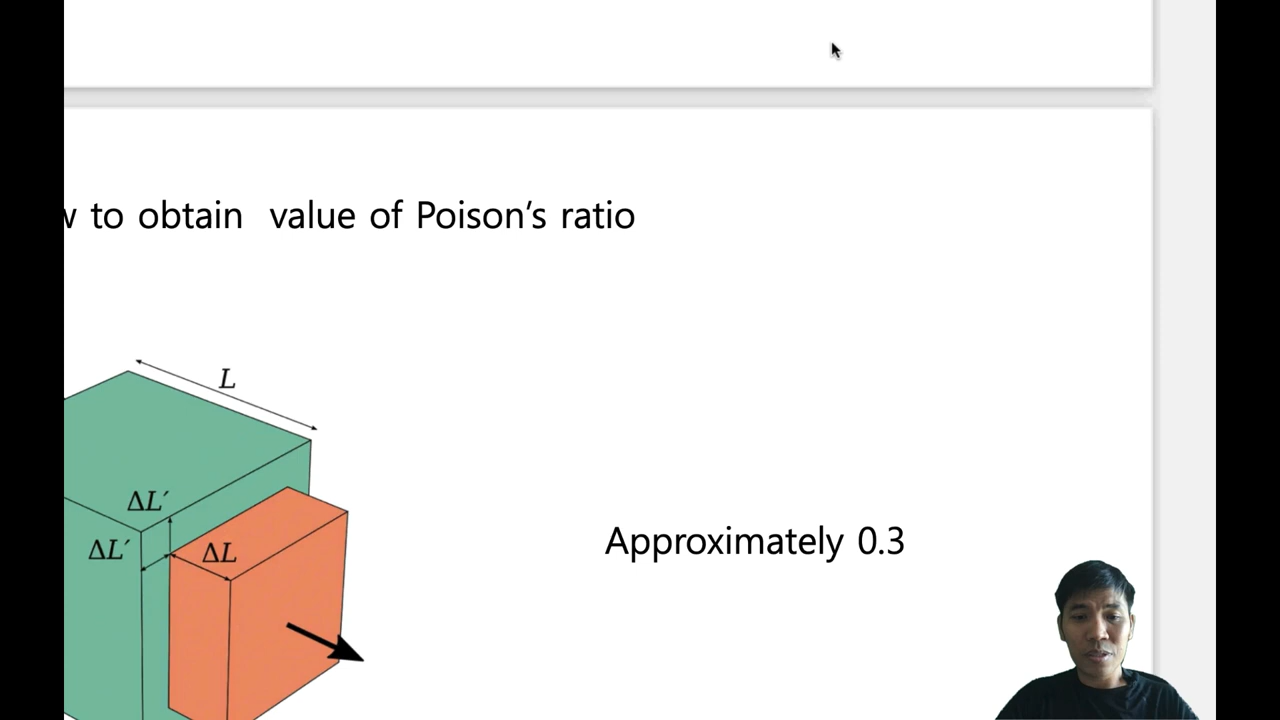 w to obtain value of Poison's ratio
L
ΔL′
ΔL′
ΔL
Approximately 0.3